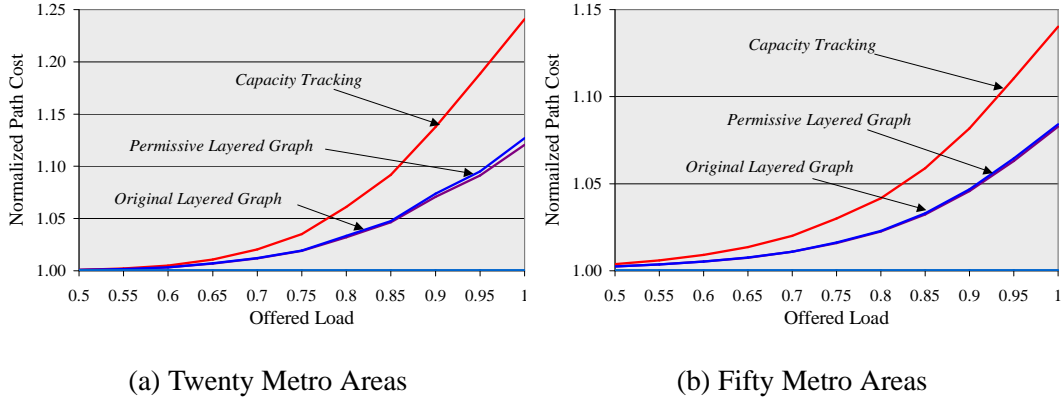 Normalized Path Cost
1.25
1.20
1.15
1.10
1.05
1.00
Capacity Tracking
Permissive Layered Graph
Original Layered Graph
0.5 0.55 0.6 0.65 0.7 0.75 0.8 0.85 0.9 0.95 1
Offered Load
(a) Twenty Metro Areas
Normalized Path Cost
1.15
1.10
1.05
1.00
Capacity Tracking
Permissive Layered Graph
Original Layered Graph
0.5 0.55 0.6 0.65 0.7 0.75 0.8 0.85 0.9 0.95 1
Offered Load
(b) Fifty Metro Areas